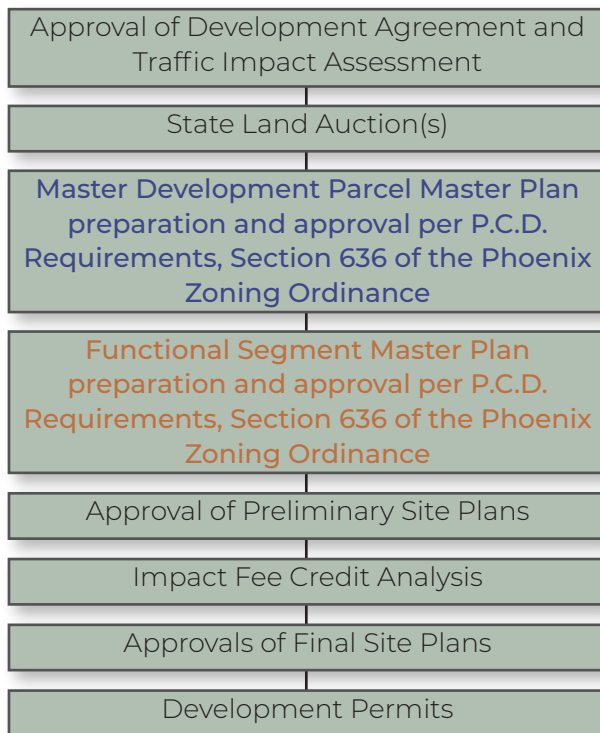 Approval of Development Agreement and
Traffic Impact Assessment
State Land Auction(s)
Master Development Parcel Master Plan
preparation and approval per P.C.D.
Requirements, Section 636 of the Phoenix
Zoning Ordinance
Functional Segment Master Plan
preparation and approval per P.C.D.
Requirements, Section 636 of the Phoenix
Zoning Ordinance
Approval of Preliminary Site Plans
Impact Fee Credit Analysis
Approvals of Final Site Plans
Development Permits